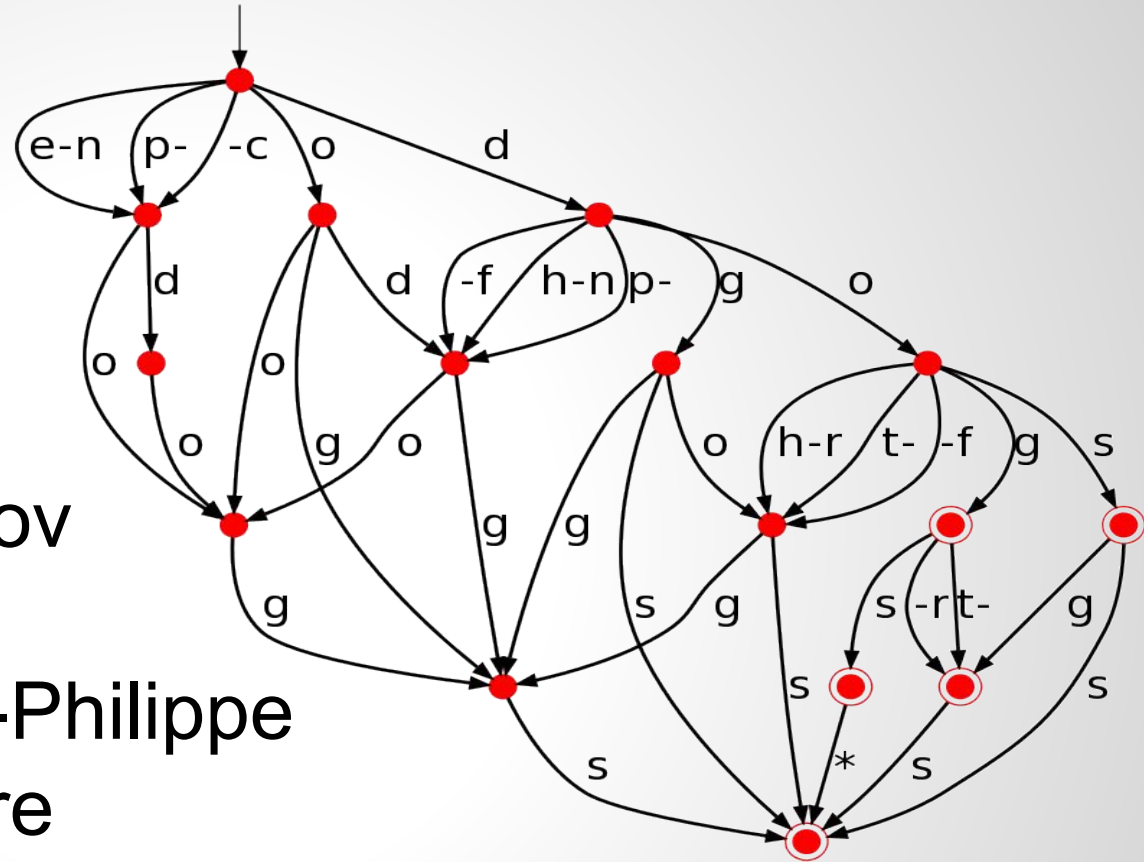 e-n p- -c o d
d -f h-n p- g o
d
o o
o g o h-r t- -f g s
ov
g g
g s g s -r t- g
-Philippe
s s
s * s
re